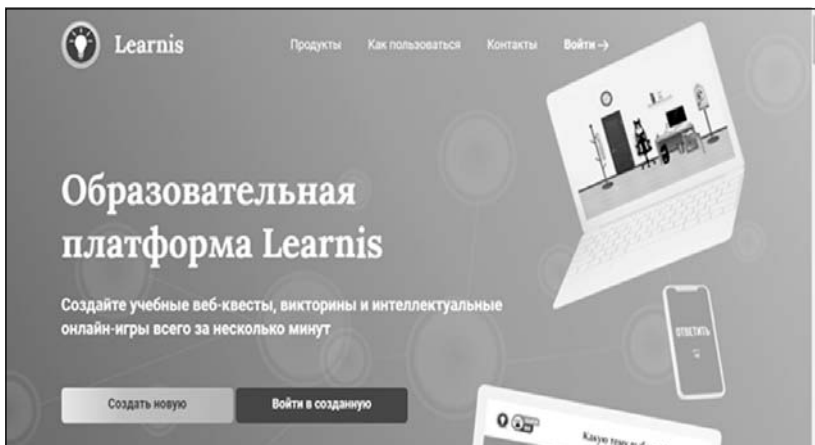 Learnis
Продукты Как пользоваться Контакты Войти →
Образовательная
платформа Learnis
Создайте учебные веб-квесты, викторины и интеллектуальные
онлайн-игры всего за несколько минут
ОТВЕТИТЬ
Создать новую Войти в созданную
Какую тему